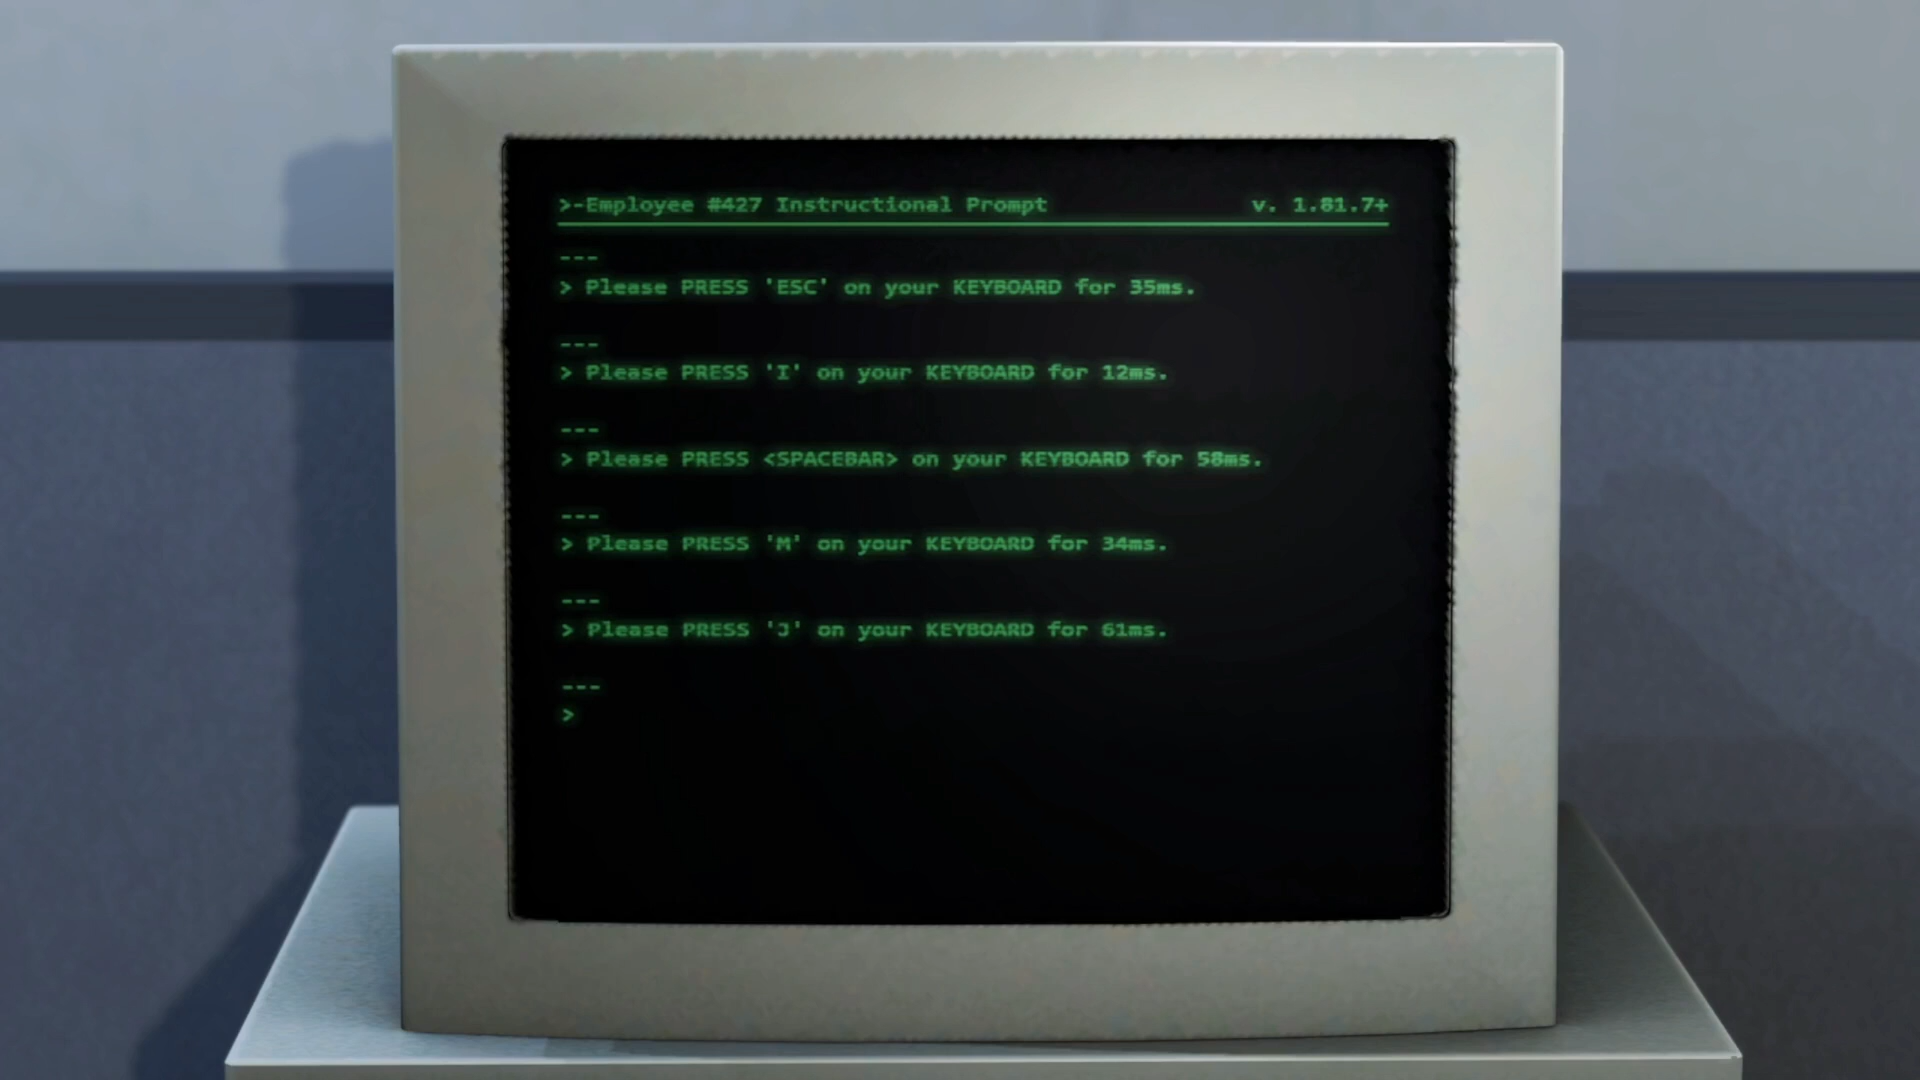 >-Employee #427 Instructional Prompt v. 1.81.7+
---
> Please PRESS 'ESC' on your KEYBOARD for 35ms.
---
> Please PRESS 'I' on your KEYBOARD for 12ms.
---
> Please PRESS <SPACEBAR> on your KEYBOARD for 58ms.
---
> Please PRESS 'M' on your KEYBOARD for 34ms.
---
> Please PRESS 'J' on your KEYBOARD for 61ms.
---
>